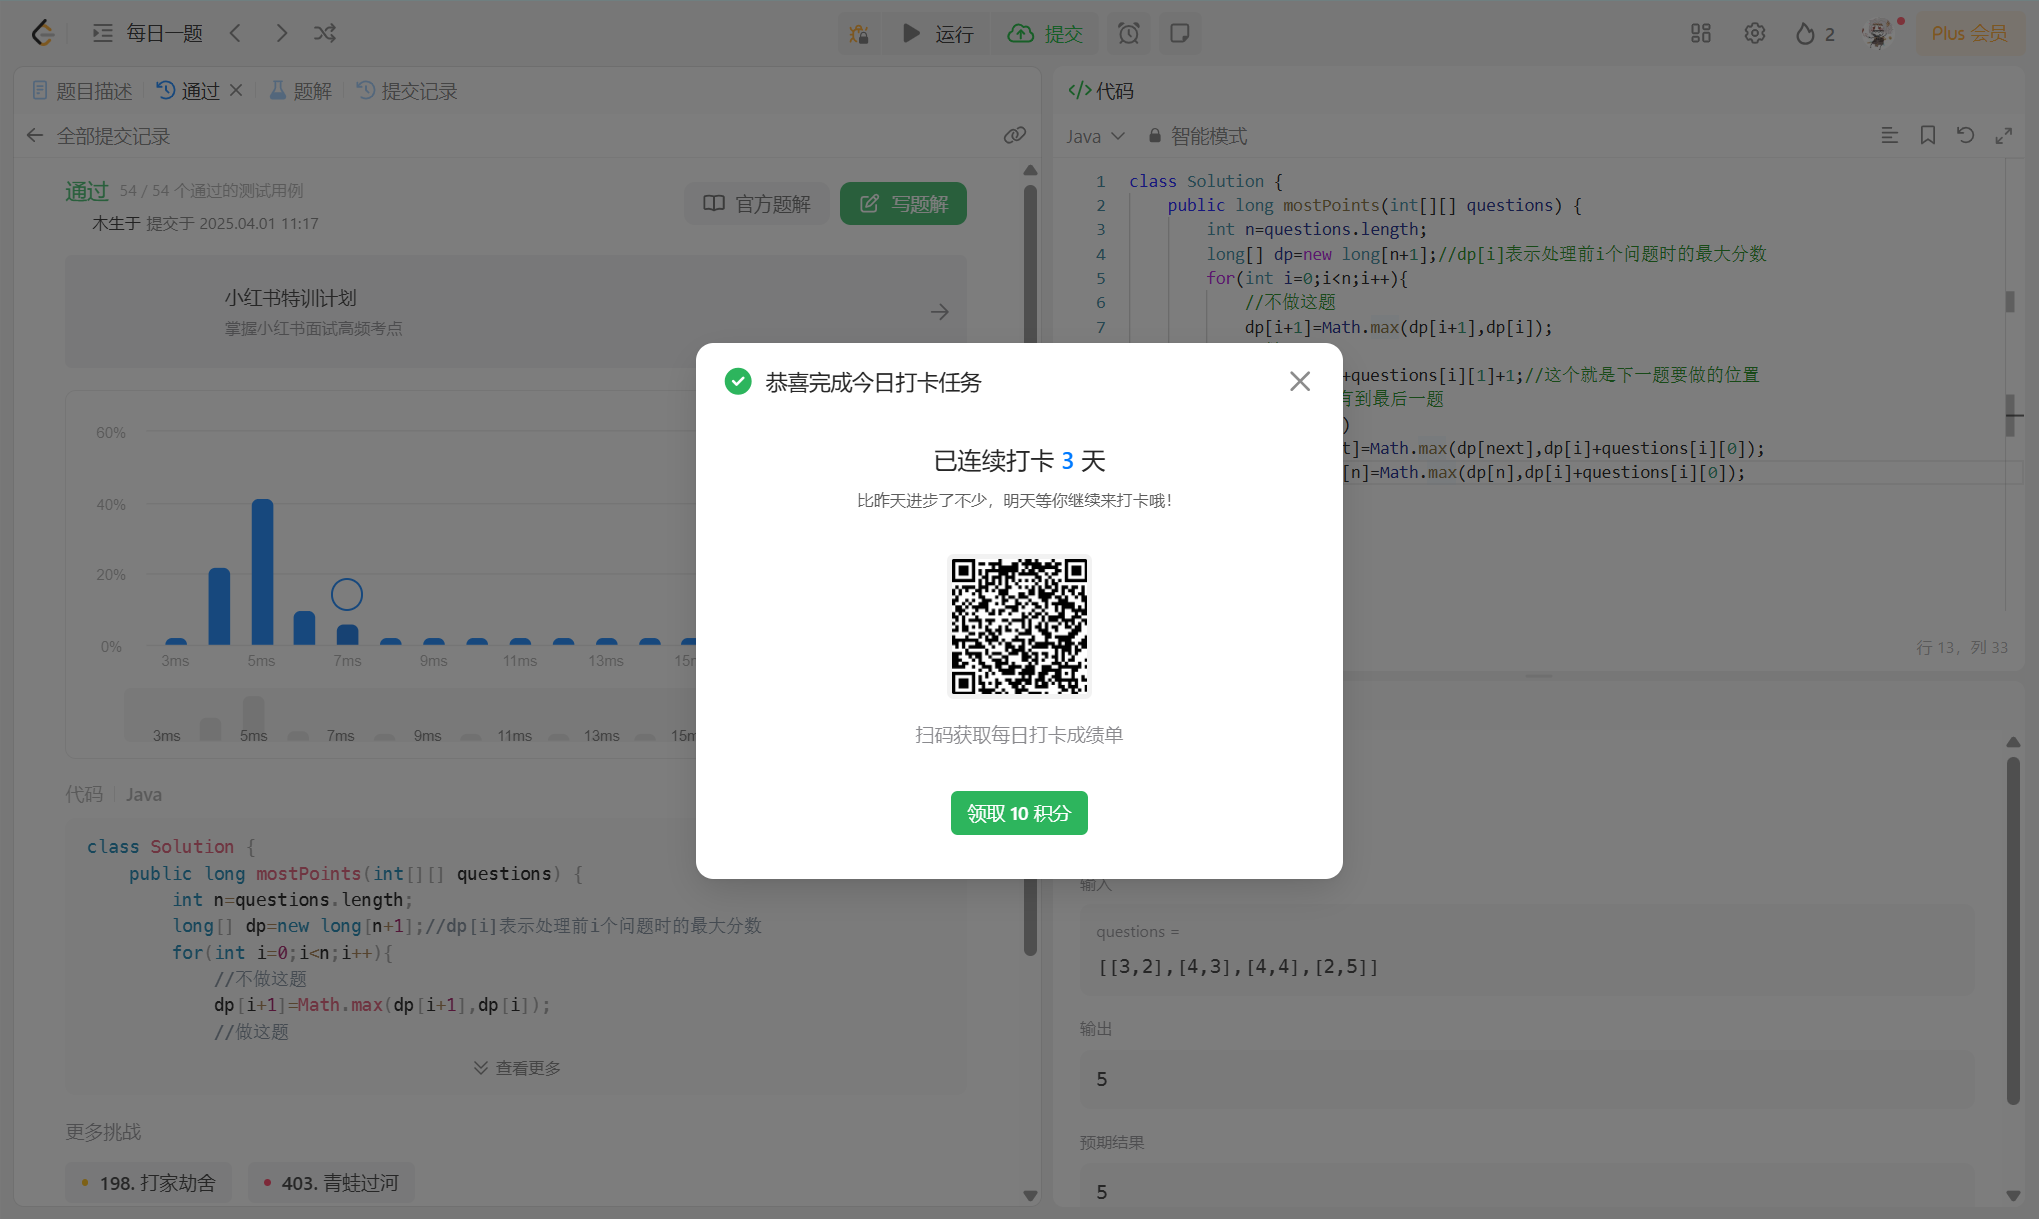 每日一题
运行
提交
2
Plus 会员
题目描述
通过
题解
提交记录
全部提交记录
通过
54 / 54 个通过的测试用例
木生于 提交于 2025.04.01 11:17
官方题解
写题解
小红书特训计划
掌握小红书面试高频考点
60%
40%
20%
0%
3ms
5ms
7ms
9ms
11ms
13ms
3ms
5ms
7ms
9ms
11ms
13ms
代码
Java
class Solution {
public long mostPoints(int[][] questions) {
int n=questions.length;
long[] dp=new long[n+1];//dp[i]表示处理前i个问题时的最大分数
for(int i=0;i<n;i++){
//不做这题
dp[i+1]=Math.max(dp[i+1],dp[i]);
//做这题
查看更多
更多挑战
198. 打家劫舍
403. 青蛙过河
恭喜完成今日打卡任务
已连续打卡 3 天
比昨天进步了不少，明天等你继续来打卡哦！
扫码获取每日打卡成绩单
领取 10 积分
</> 代码
Java
智能模式
1 class Solution {
2 public long mostPoints(int[][] questions) {
3 int n=questions.length;
4 long[] dp=new long[n+1];//dp[i]表示处理前i个问题时的最大分数
5 for(int i=0;i<n;i++){
6 //不做这题
7 dp[i+1]=Math.max(dp[i+1],dp[i]);
+questions[i][1]+1;//这个就是下一题要做的位置
有到最后一题
)
t]=Math.max(dp[next],dp[i]+questions[i][0]);
[n]=Math.max(dp[n],dp[i]+questions[i][0]);
行 13，列 33
输入
questions =
[[3,2],[4,3],[4,4],[2,5]]
输出
5
预期结果
5